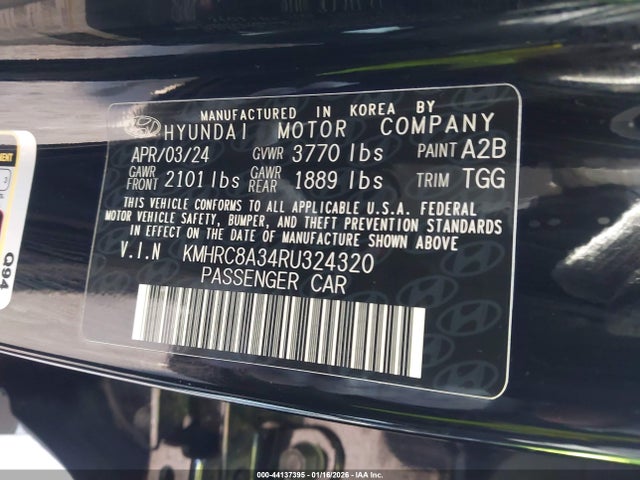 MANUFACTURED IN KOREA BY
HYUNDAI MOTOR COMPANY
APR/03/24 GVWR 3770 lbs PAINT A2B
GAWR FRONT 2101 lbs GAWR REAR 1889 lbs TRIM TGG
THIS VEHICLE CONFORMS TO ALL APPLICABLE U.S.A. FEDERAL
MOTOR VEHICLE SAFETY, BUMPER, AND THEFT PREVENTION STANDARDS
IN EFFECT ON THE DATE OF MANUFACTURE SHOWN ABOVE
V.I.N KMHRC8A34RU324320
PASSENGER CAR
Q94
000-44137395 - 01/16/2026 - IAA Inc.